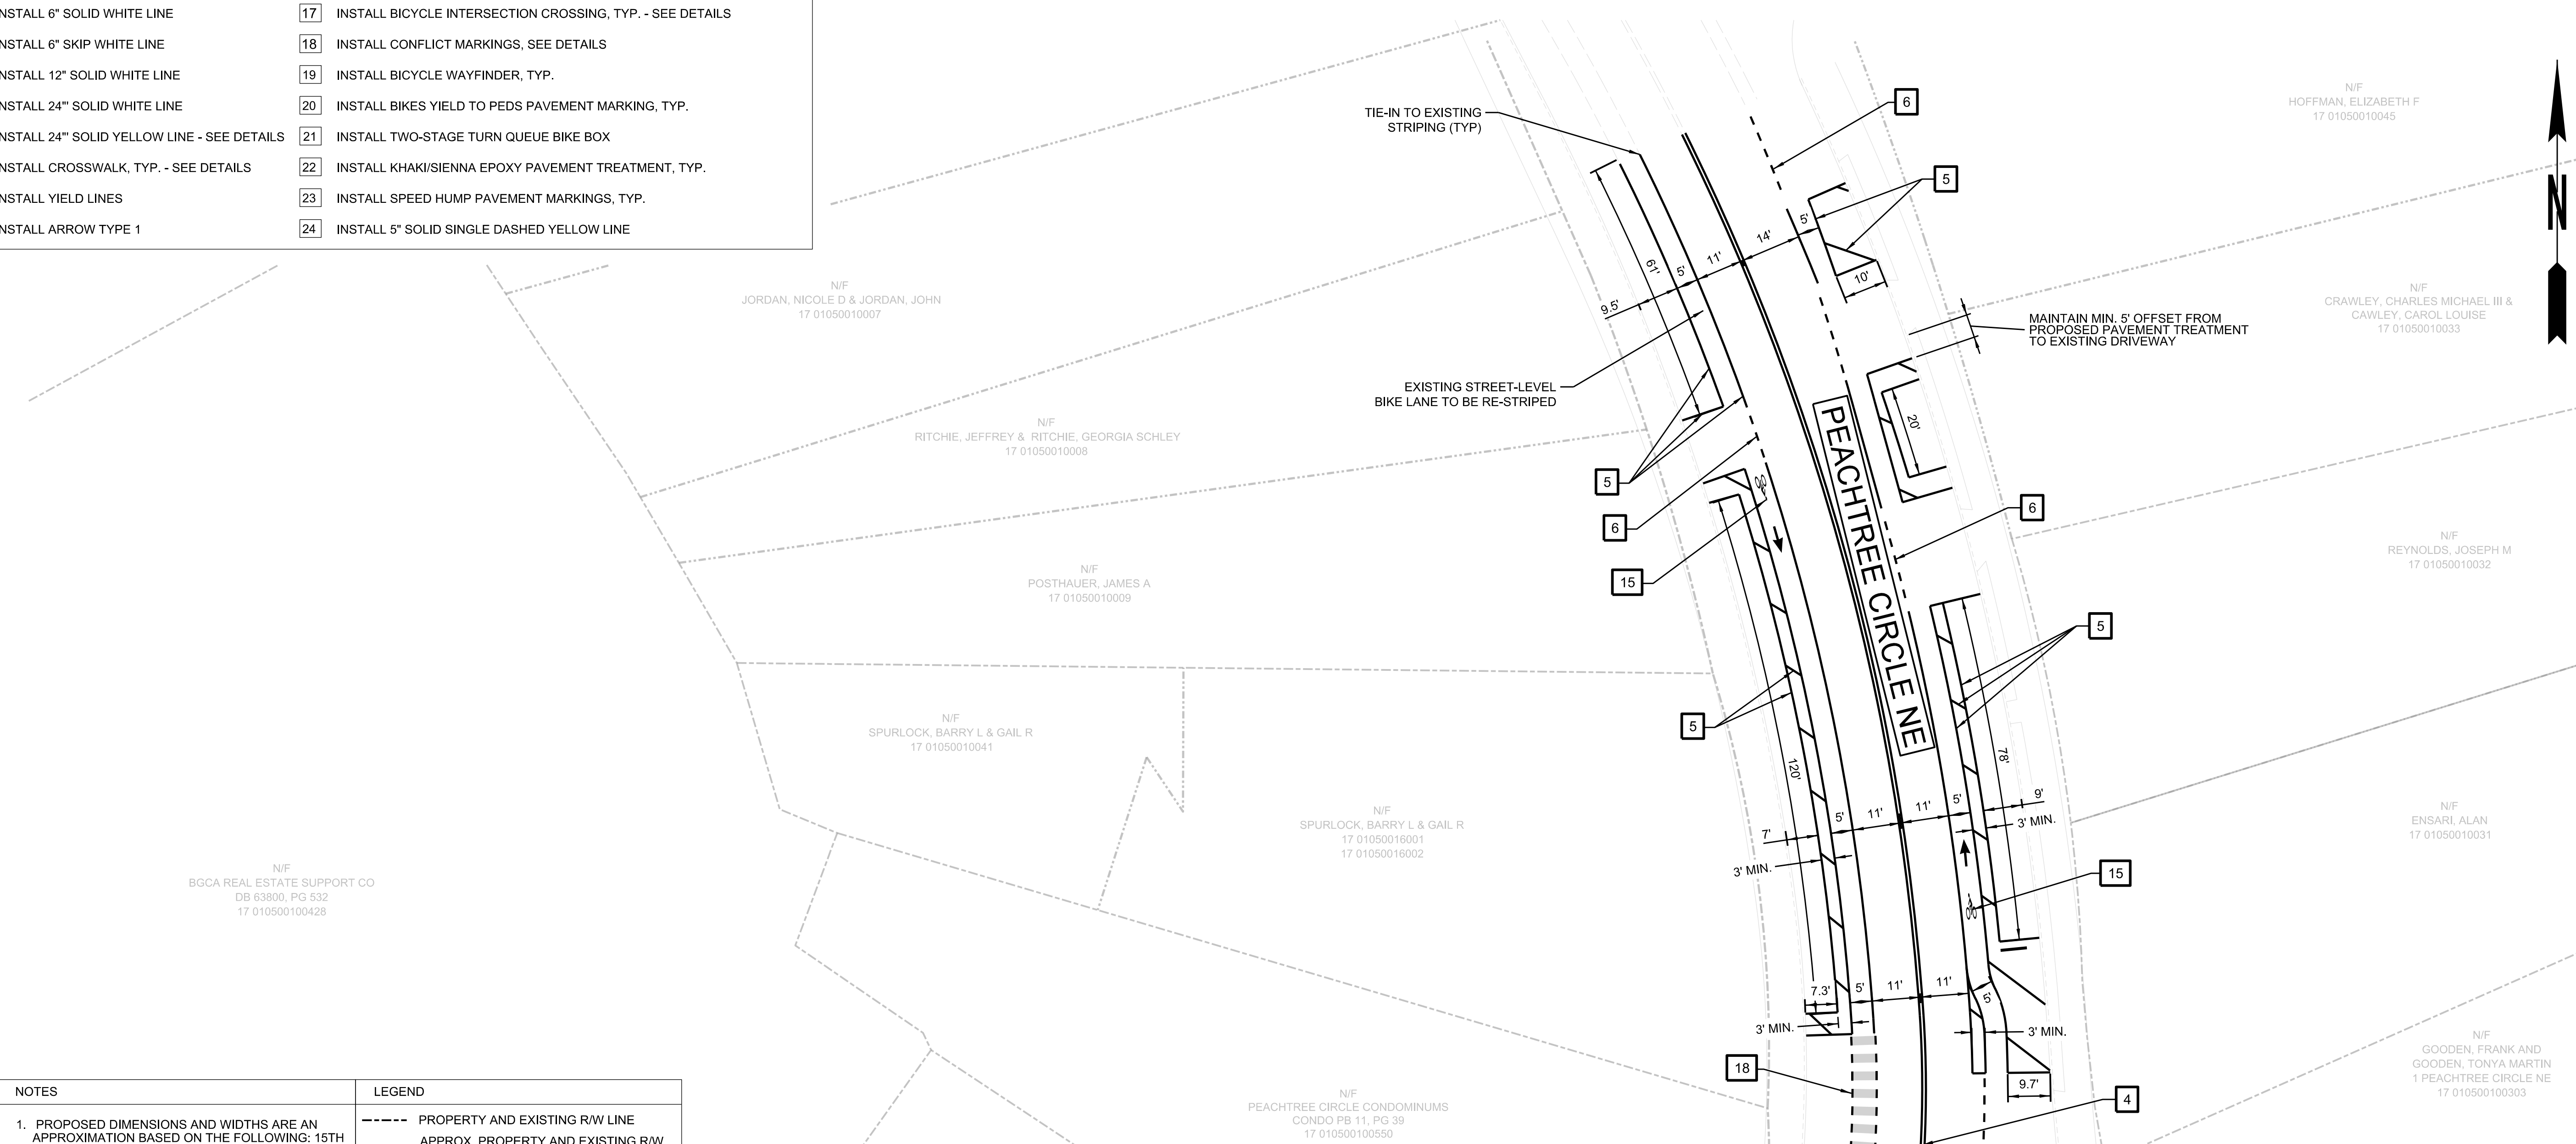 NSTALL 6" SOLID WHITE LINE
NSTALL 6" SKIP WHITE LINE
NSTALL 12" SOLID WHITE LINE
NSTALL 24"' SOLID WHITE LINE
NSTALL 24"' SOLID YELLOW LINE - SEE DETAILS
NSTALL CROSSWALK, TYP. - SEE DETAILS
NSTALL YIELD LINES
NSTALL ARROW TYPE 1
17 INSTALL BICYCLE INTERSECTION CROSSING, TYP. - SEE DETAILS
18 INSTALL CONFLICT MARKINGS, SEE DETAILS
19 INSTALL BICYCLE WAYFINDER, TYP.
20 INSTALL BIKES YIELD TO PEDS PAVEMENT MARKING, TYP.
21 INSTALL TWO-STAGE TURN QUEUE BIKE BOX
22 INSTALL KHAKI/SIENNA EPOXY PAVEMENT TREATMENT, TYP.
23 INSTALL SPEED HUMP PAVEMENT MARKINGS, TYP.
24 INSTALL 5" SOLID SINGLE DASHED YELLOW LINE
TIE-IN TO EXISTING
STRIPING (TYP)
6
5
5'
14'
11'
5'
61'
9.5'
10'
N
N/F
HOFFMAN, ELIZABETH F
17 01050010045
N/F
JORDAN, NICOLE D & JORDAN, JOHN
17 01050010007
N/F
CRAWLEY, CHARLES MICHAEL III &
CAWLEY, CAROL LOUISE
17 01050010033
MAINTAIN MIN. 5' OFFSET FROM
PROPOSED PAVEMENT TREATMENT
TO EXISTING DRIVEWAY
EXISTING STREET-LEVEL
BIKE LANE TO BE RE-STRIPED
20'
N/F
RITCHIE, JEFFREY & RITCHIE, GEORGIA SCHLEY
17 01050010008
5
6
15
6
PEACHTREE CIRCLE NE
N/F
REYNOLDS, JOSEPH M
17 01050010032
N/F
POSTHAUER, JAMES A
17 01050010009
5
5
120'
78'
N/F
SPURLOCK, BARRY L & GAIL R
17 01050010041
N/F
SPURLOCK, BARRY L & GAIL R
17 01050016001
17 01050016002
7'
5'
11'
11'
5'
9'
3' MIN.
3' MIN.
N/F
ENSARI, ALAN
17 01050010031
15
N/F
BGCA REAL ESTATE SUPPORT CO
DB 63800, PG 532
17 010500100428
7.3'
5'
11'
11'
5'
3' MIN.
3' MIN.
18
9.7'
4
N/F
GOODEN, FRANK AND
GOODEN, TONYA MARTIN
1 PEACHTREE CIRCLE NE
17 010500100303
N/F
PEACHTREE CIRCLE CONDOMINUMS
CONDO PB 11, PG 39
17 010500100550
NOTES
1. PROPOSED DIMENSIONS AND WIDTHS ARE AN
APPROXIMATION BASED ON THE FOLLOWING: 15TH
LEGEND
PROPERTY AND EXISTING R/W LINE
APPROX. PROPERTY AND EXISTING R/W